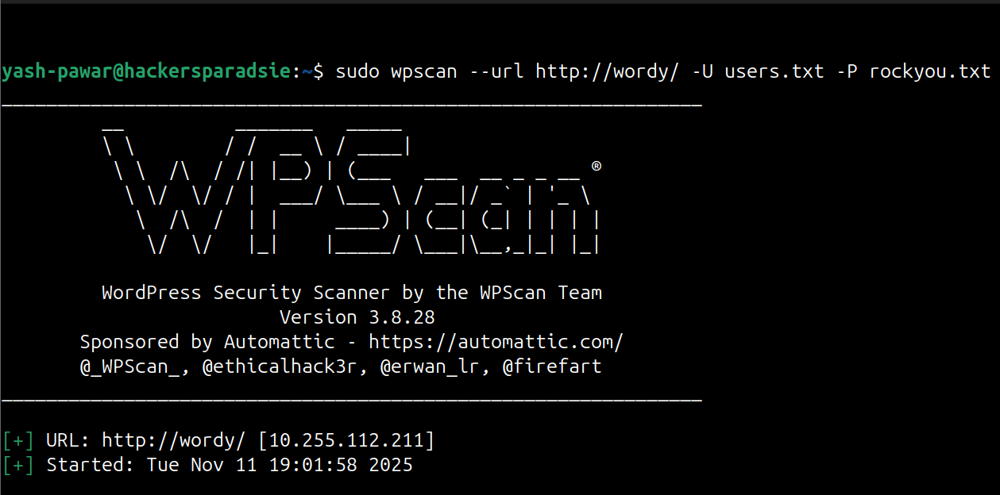 yash-pawar@hackersparadsie:~$ sudo wpscan --url http://wordy/ -U users.txt -P rockyou.txt
_______________________________________________________________
         __          _______   _____
         \ \        / /  __ \ / ____|
          \ \  /\  / /| |__) | (___   ___  __ _ _ __ ®
           \ \/  \/ / |  ___/ \___ \ / __|/ _` | '_ \
            \  /\  /  | |     ____) | (__| (_| | | | |
             \/  \/   |_|    |_____/ \___|\__,_|_| |_|
WordPress Security Scanner by the WPScan Team
Version 3.8.28
Sponsored by Automattic - https://automattic.com/
@_WPScan_, @ethicalhack3r, @erwan_lr, @firefart
_______________________________________________________________
[+] URL: http://wordy/ [10.255.112.211]
[+] Started: Tue Nov 11 19:01:58 2025